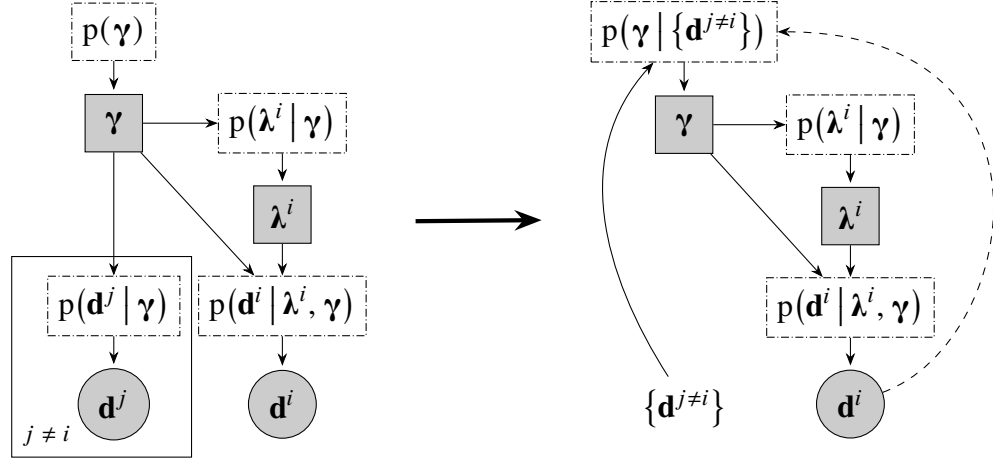 p(γ)
γ
p(λ^i | γ)
λ^i
p(d^j | γ)
p(d^i | λ^i, γ)
d^j
d^i
j ≠ i
p(γ | {d^{j≠i}})
γ
p(λ^i | γ)
λ^i
p(d^i | λ^i, γ)
{d^{j≠i}}
d^i